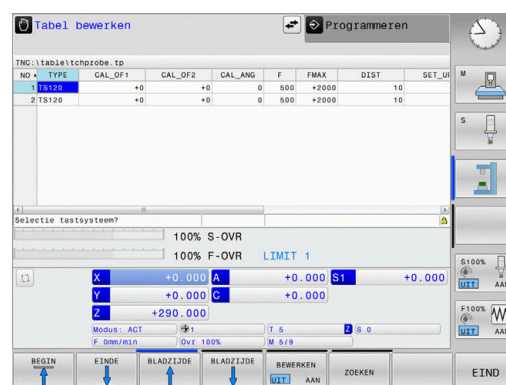 Tabel bewerken
Programmeren
TNC:\table\tchprobe.tp
NO TYPE CAL_OF1 CAL_OF2 CAL_ANG F FMAX DIST SET_U
1 TS120 +0 +0 0 500 +2000 10
2 TS120 +0 +0 0 500 +2000 10
Selectie tastsysteem?
100% S-OVR
100% F-OVR LIMIT 1
X +0.000 A +0.000 S1 +0.000
Y +0.000 C +0.000
Z +290.000
Modus: ACT 1 T 5 Z S 0
F 0mm/min Ovr 100% M 5/9
M
S
S100%
UIT AA
F100%
UIT AA
BEGIN
EINDE
BLADZIJDE
BLADZIJDE
BEWERKEN
UIT AAN
ZOEKEN
EIND